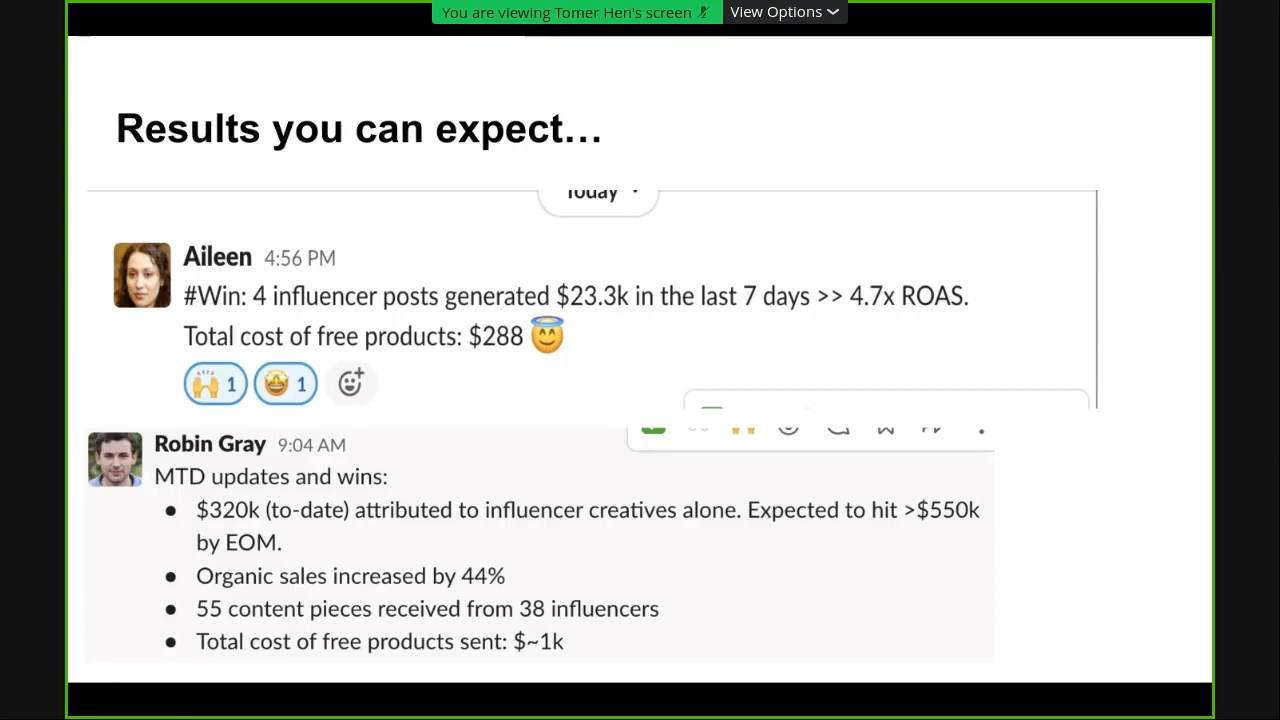 You are viewing Tomer Hen's screen View Options
Results you can expect...
Today
Aileen 4:56 PM
#Win: 4 influencer posts generated $23.3k in the last 7 days >> 4.7x ROAS.
Total cost of free products: $288 😇
🙌 1 🤩 1
Robin Gray 9:04 AM
MTD updates and wins:
• $320k (to-date) attributed to influencer creatives alone. Expected to hit >$550k
by EOM.
• Organic sales increased by 44%
• 55 content pieces received from 38 influencers
• Total cost of free products sent: $~1k